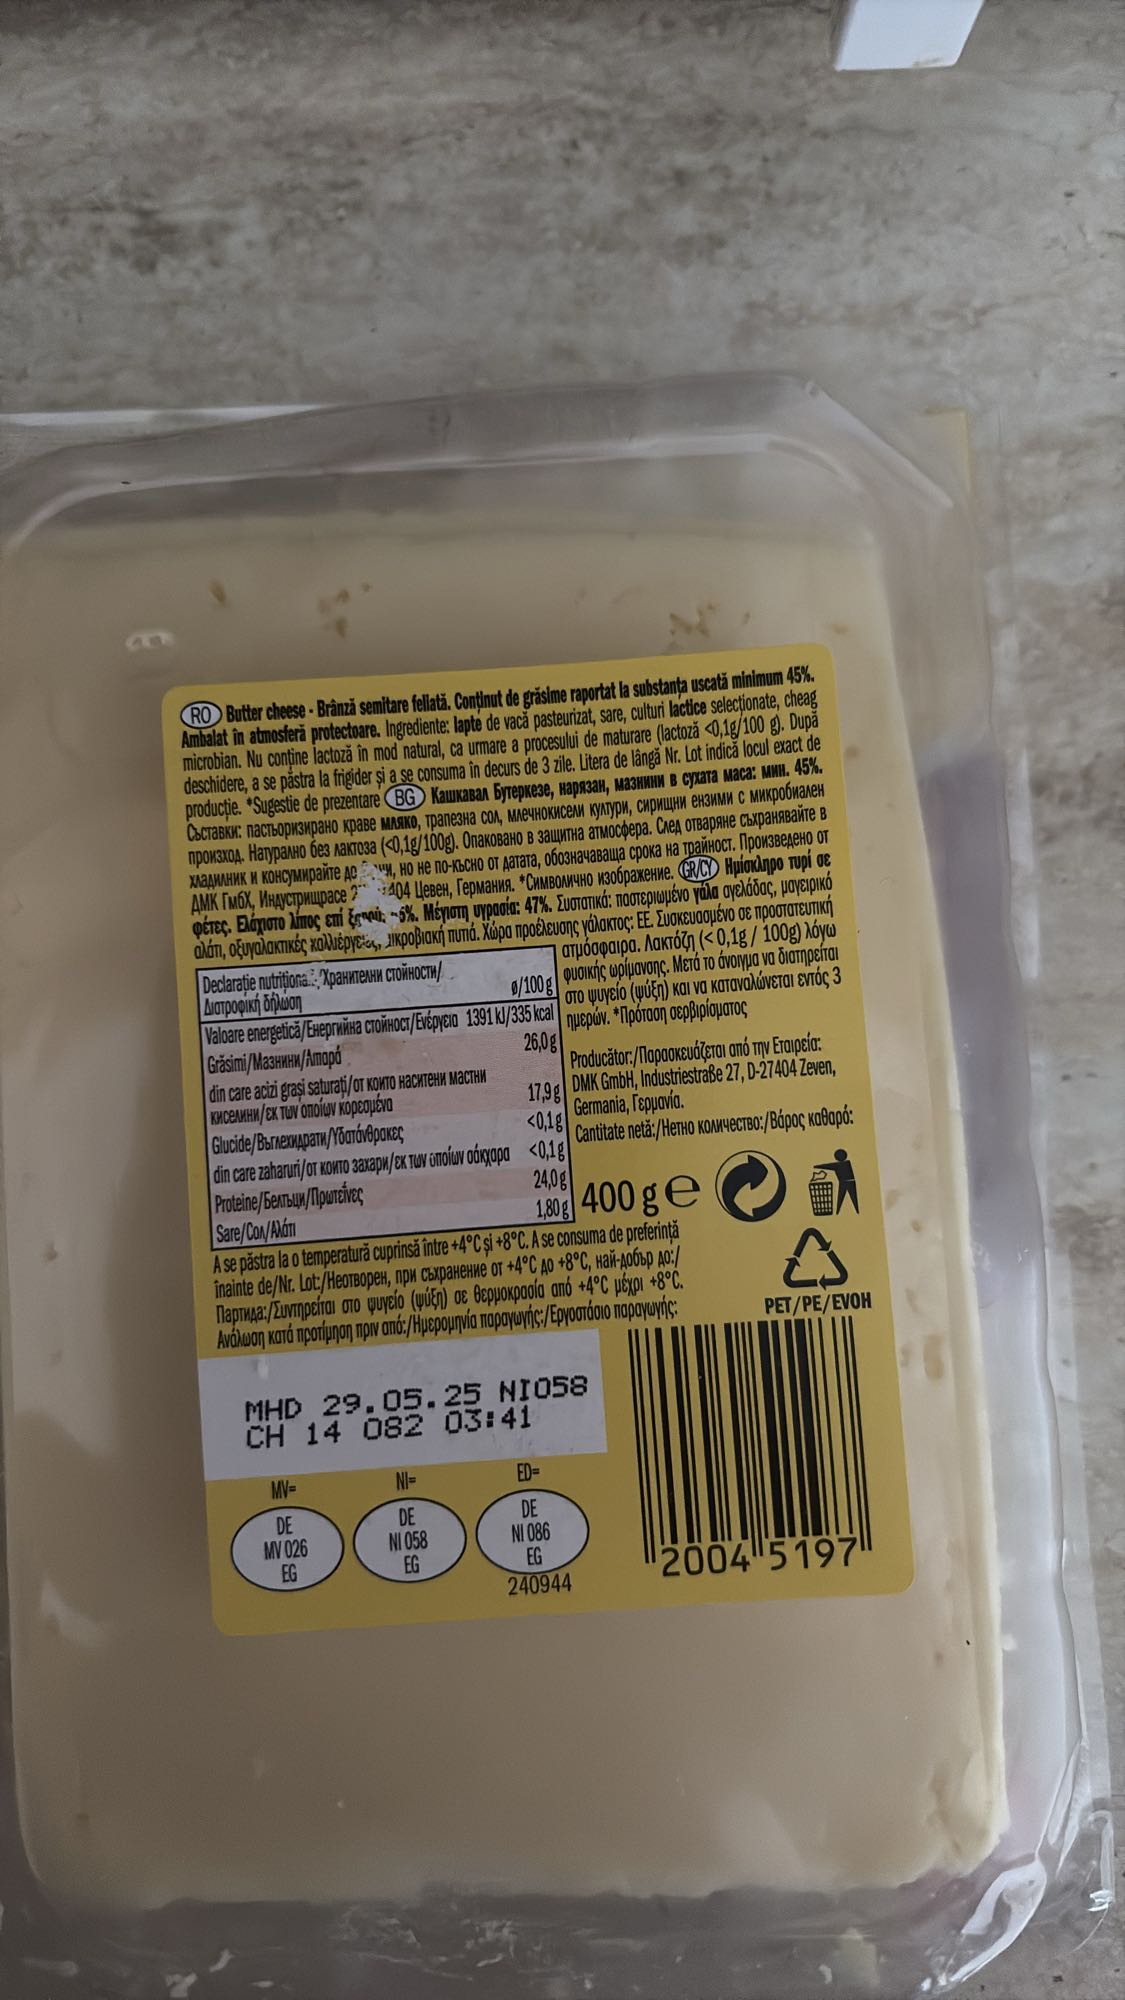 RO Butter cheese - Brânză semitare feliată. Conținut de grăsime raportat la substanța uscată minimum 45%.
Ambalat în atmosferă protectoare. Ingrediente: lapte de vacă pasteurizat, sare, culturi lactice selecționate, cheag
microbian. Nu conține lactoză în mod natural, ca urmare a procesului de maturare (lactoză <0,1g/100 g). După
deschidere, a se păstra la frigider și a se consuma în decurs de 3 zile. Litera de lângă Nr. Lot indică locul exact de
producție. *Sugestie de prezentare BG Кашкавал Бутеркезе, нарязан, мазнини в сухата маса: мин. 45%.
Съставки: пастьоризирано краве мляко, трапезна сол, млечнокисели култури, сирищни ензими с микробиален
произход. Натурално без лактоза (<0,1g/100g). Опаковано в защитна атмосфера. След отваряне съхранявайте в
хладилник и консумирайте до но не по-късно от датата, обозначаваща срока на трайност. Произведено от
ДМК ГмбХ, Индустрищрасе Цевен, Германия. *Символично изображение. GR/CY Ημίσκληρο τυρί σε
φέτες. Ελάχιστο λίπος επί Μέγιστη υγρασία: 47%. Συστατικά: παστεριωμένο γάλα αγελάδας, μαγειρικό
αλάτι, οξυγαλακτικές πυτιά. Χώρα προέλευσης γάλακτος: ΕΕ. Συσκευασμένο σε προστατευτική
ατμόσφαιρα. Λακτόζη (< 0,1g / 100g) λόγω
φυσικής ωρίμανσης. Μετά το άνοιγμα να διατηρείται
στο ψυγείο (ψύξη) και να καταναλώνεται εντός 3
ημερών. *Πρόταση σερβιρίσματος
Declarație Хранителни стойности/
Διατροφική δήλωση ø/100 g
Valoare energetică/Енергийна стойност/Ενέργεια 1391 kJ/335 kcal
Grăsimi/Мазнини/Λιπαρά 26,0 g
din care acizi grași saturați/от които наситени мастни
киселини/εκ των οποίων κορεσμένα 17,9 g
Glucide/Въглехидрати/Υδατάνθρακες <0,1 g
din care zaharuri/от които захари/εκ των οποίων σάκχαρα <0,1 g
Proteine/Белтъци/Πρωτεΐνες 24,0 g
Sare/Сол/Αλάτι 1,80 g
Producător:/Παρασκευάζεται από την Εταιρεία:
DMK GmbH, Industriestraße 27, D-27404 Zeven,
Germania, Γερμανία.
Cantitate netă:/Нетно количество:/Βάρος καθαρό:
400 g e
A se păstra la o temperatură cuprinsă între +4°C și +8°C. A se consuma de preferință
înainte de/Nr. Lot:/Неотворен, при съхранение от +4°C до +8°C, най-добър до:/
Партида:/Συντηρείται στο ψυγείο (ψύξη) σε θερμοκρασία από +4°C μέχρι +8°C.
Ανάλωση κατά προτίμηση πριν από:/Ημερομηνία παραγωγής:/Εργοστάσιο παραγωγής:
PET/PE/EVOH
MHD 29.05.25 NI058
CH 14 082 03:41
MV= NI= ED=
DE
MV 026
EG
DE
NI 058
EG
DE
NI 086
EG
240944
2004 5197